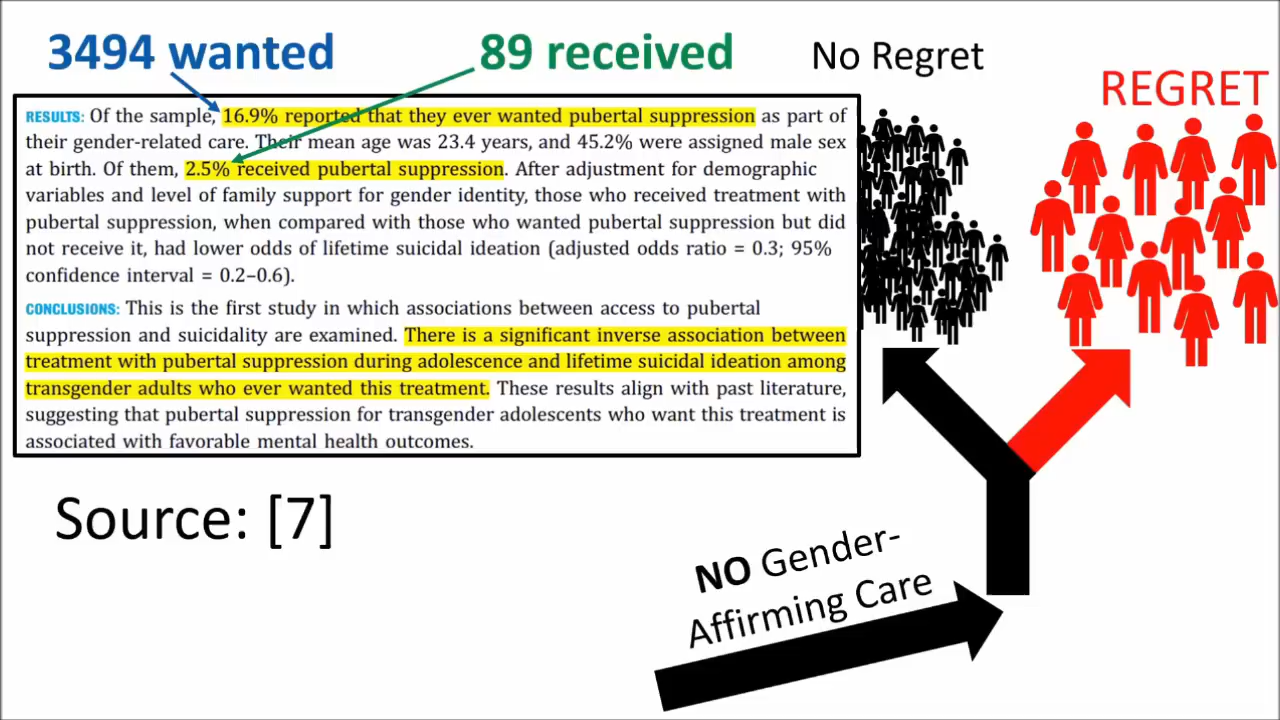 3494 wanted
89 received
No Regret
REGRET
RESULTS: Of the sample, 16.9% reported that they ever wanted pubertal suppression as part of
their gender-related care. Their mean age was 23.4 years, and 45.2% were assigned male sex
at birth. Of them, 2.5% received pubertal suppression. After adjustment for demographic
variables and level of family support for gender identity, those who received treatment with
pubertal suppression, when compared with those who wanted pubertal suppression but did
not receive it, had lower odds of lifetime suicidal ideation (adjusted odds ratio = 0.3; 95%
confidence interval = 0.2–0.6).
CONCLUSIONS: This is the first study in which associations between access to pubertal
suppression and suicidality are examined. There is a significant inverse association between
treatment with pubertal suppression during adolescence and lifetime suicidal ideation among
transgender adults who ever wanted this treatment. These results align with past literature,
suggesting that pubertal suppression for transgender adolescents who want this treatment is
associated with favorable mental health outcomes.
Source: [7]
NO Gender-
Affirming Care